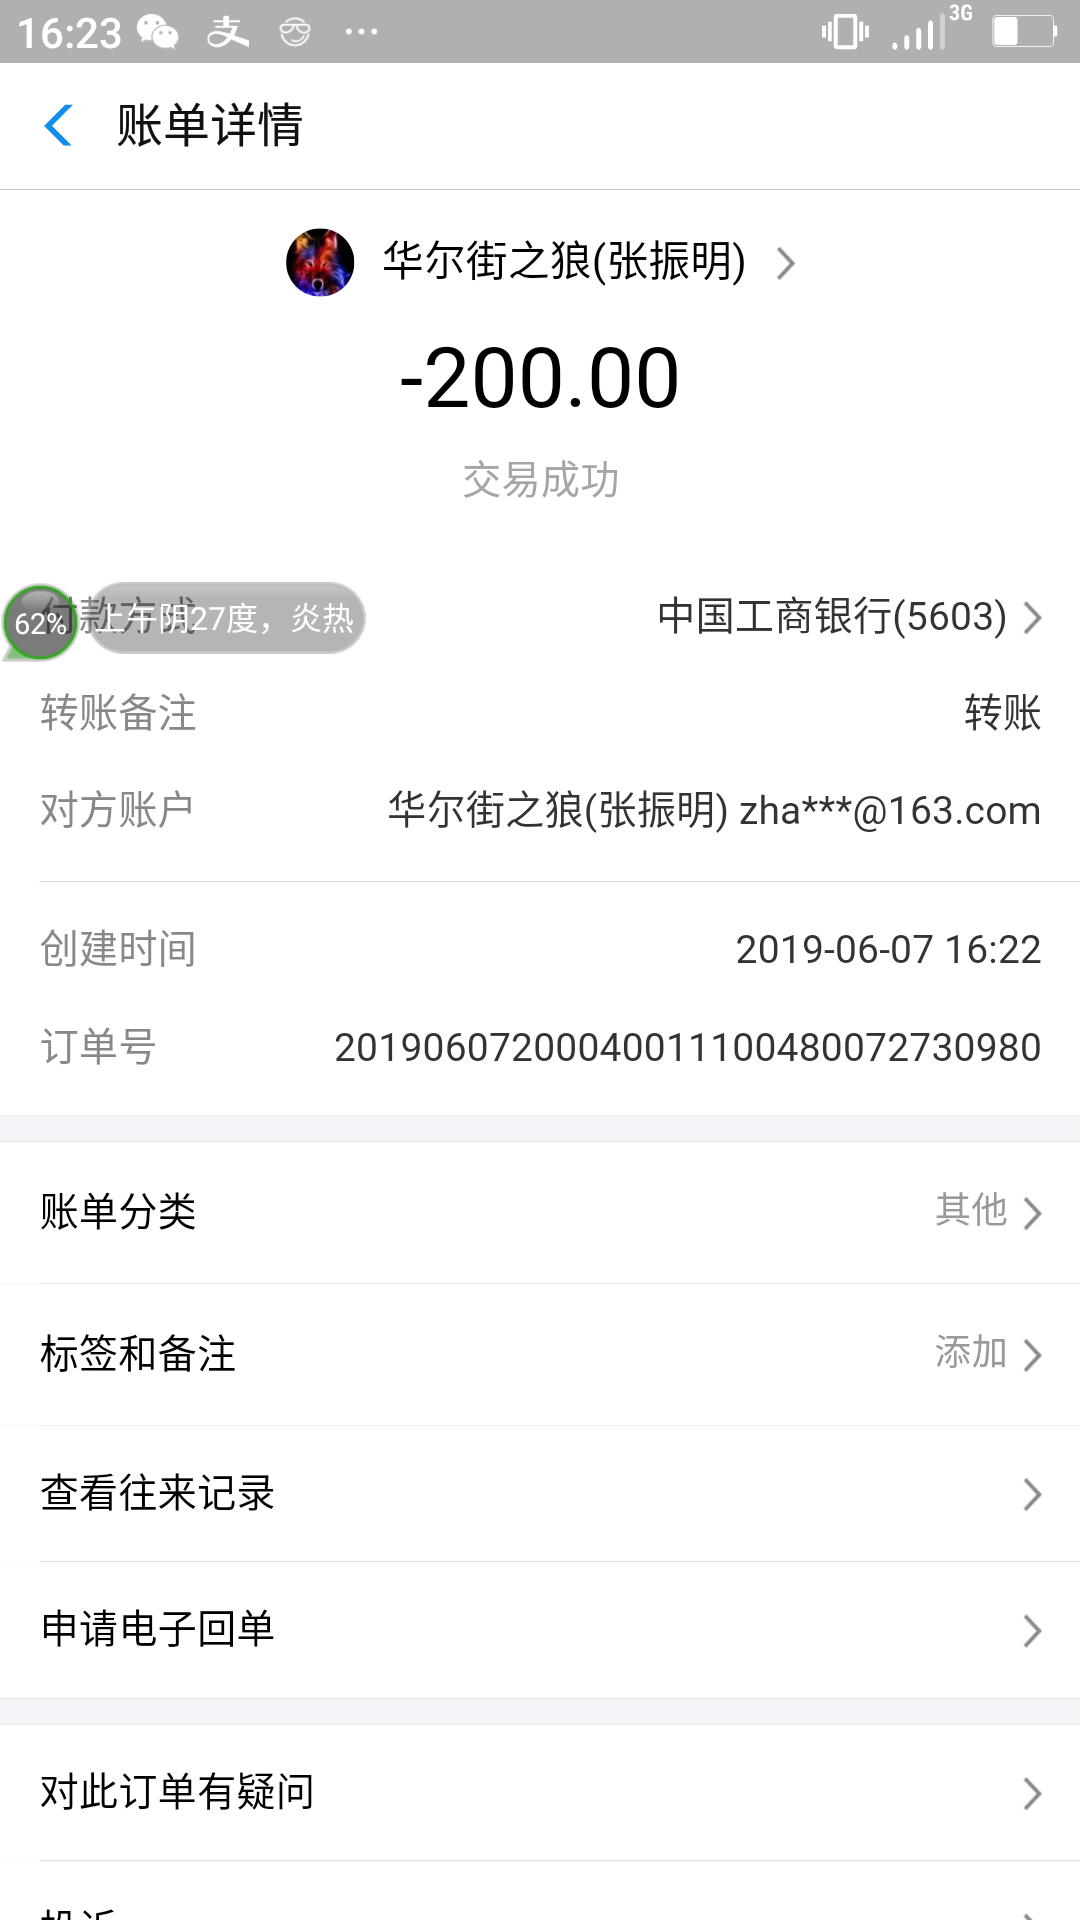 16:23 支 ... 3G
账单详情
华尔街之狼(张振明)
-200.00
交易成功
付款方式 中国工商银行(5603)
62% 上午阴27度，炎热
转账备注 转账
对方账户 华尔街之狼(张振明) zha***@163.com
创建时间 2019-06-07 16:22
订单号 20190607200040011100480072730980
账单分类 其他
标签和备注 添加
查看往来记录
申请电子回单
对此订单有疑问
投诉